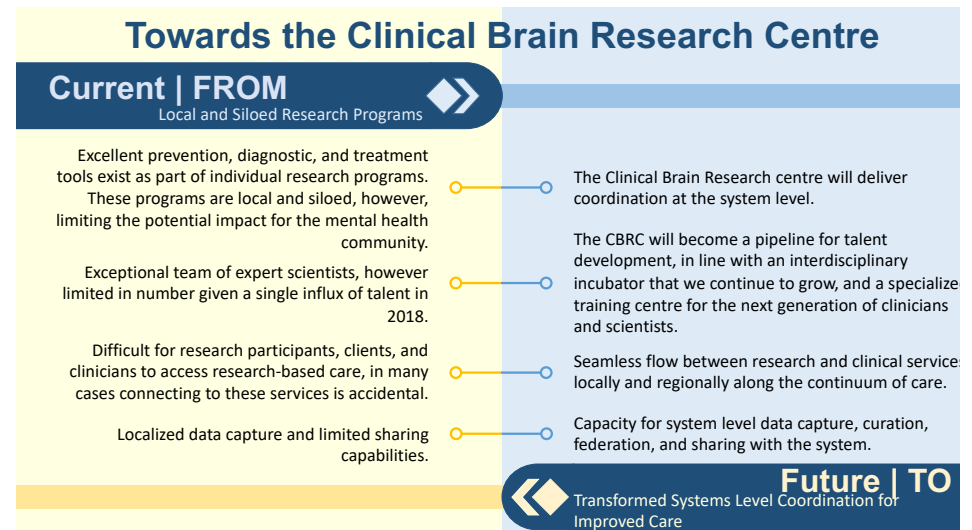 Towards the Clinical Brain Research Centre
Current | FROM
Local and Siloed Research Programs
Excellent prevention, diagnostic, and treatment
tools exist as part of individual research programs.
These programs are local and siloed, however,
limiting the potential impact for the mental health
community.
The Clinical Brain Research centre will deliver
coordination at the system level.
Exceptional team of expert scientists, however
limited in number given a single influx of talent in
2018.
The CBRC will become a pipeline for talent
development, in line with an interdisciplinary
incubator that we continue to grow, and a specialize
training centre for the next generation of clinicians
and scientists.
Difficult for research participants, clients, and
clinicians to access research-based care, in many
cases connecting to these services is accidental.
Seamless flow between research and clinical services
locally and regionally along the continuum of care.
Localized data capture and limited sharing
capabilities.
Capacity for system level data capture, curation,
federation, and sharing with the system.
Future | TO
Transformed Systems Level Coordination for
Improved Care